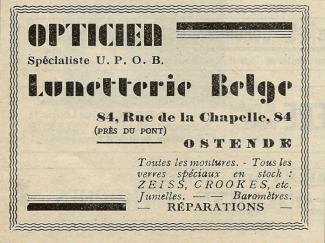 OPTICIEN
Spécialiste U. P. O. B.
Lunetterie Belge
84, Rue de la Chapelle, 84
(PRÈS DU PONT)
OSTENDE
Toutes les montures. - Tous les
verres spéciaux en stock :
ZEISS, CROOKES, etc.
Jumelles. — — Baromètres.
— RÉPARATIONS —